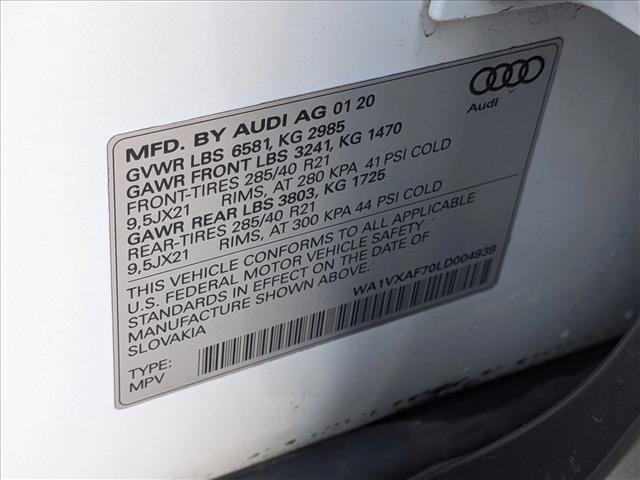 MFD. BY AUDI AG 01 20
Audi
GVWR LBS 6581, KG 2985
GAWR FRONT LBS 3241, KG 1470
FRONT-TIRES 285/40 R21
9,5JX21 RIMS, AT 280 KPA 41 PSI COLD
GAWR REAR LBS 3803, KG 1725
REAR-TIRES 285/40 R21
9,5JX21 RIMS, AT 300 KPA 44 PSI COLD
THIS VEHICLE CONFORMS TO ALL APPLICABLE
U.S. FEDERAL MOTOR VEHICLE SAFETY
STANDARDS IN EFFECT ON THE DATE OF
MANUFACTURE SHOWN ABOVE.
SLOVAKIA
WA1VXAF70LD004939
TYPE:
MPV